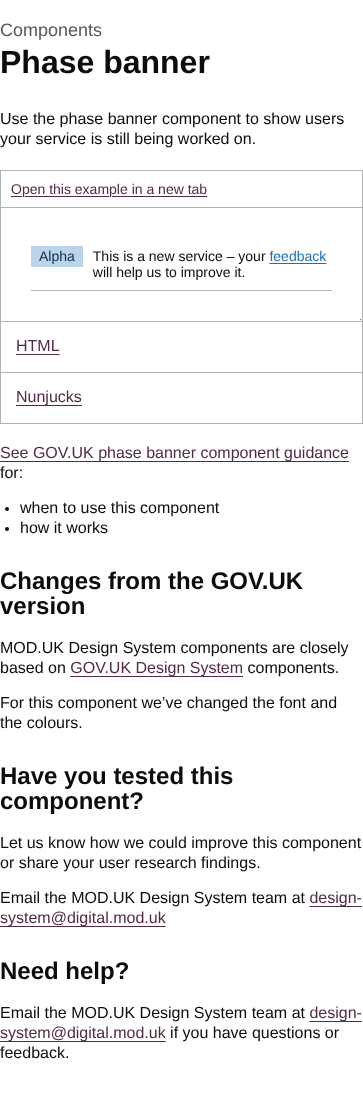 Components
Phase banner
Use the phase banner component to show users
your service is still being worked on.
Open this example in a new tab
Alpha This is a new service – your feedback
will help us to improve it.
HTML
Nunjucks
See GOV.UK phase banner component guidance
for:
• when to use this component
• how it works
Changes from the GOV.UK
version
MOD.UK Design System components are closely
based on GOV.UK Design System components.
For this component we’ve changed the font and
the colours.
Have you tested this
component?
Let us know how we could improve this component
or share your user research findings.
Email the MOD.UK Design System team at design-
system@digital.mod.uk
Need help?
Email the MOD.UK Design System team at design-
system@digital.mod.uk if you have questions or
feedback.